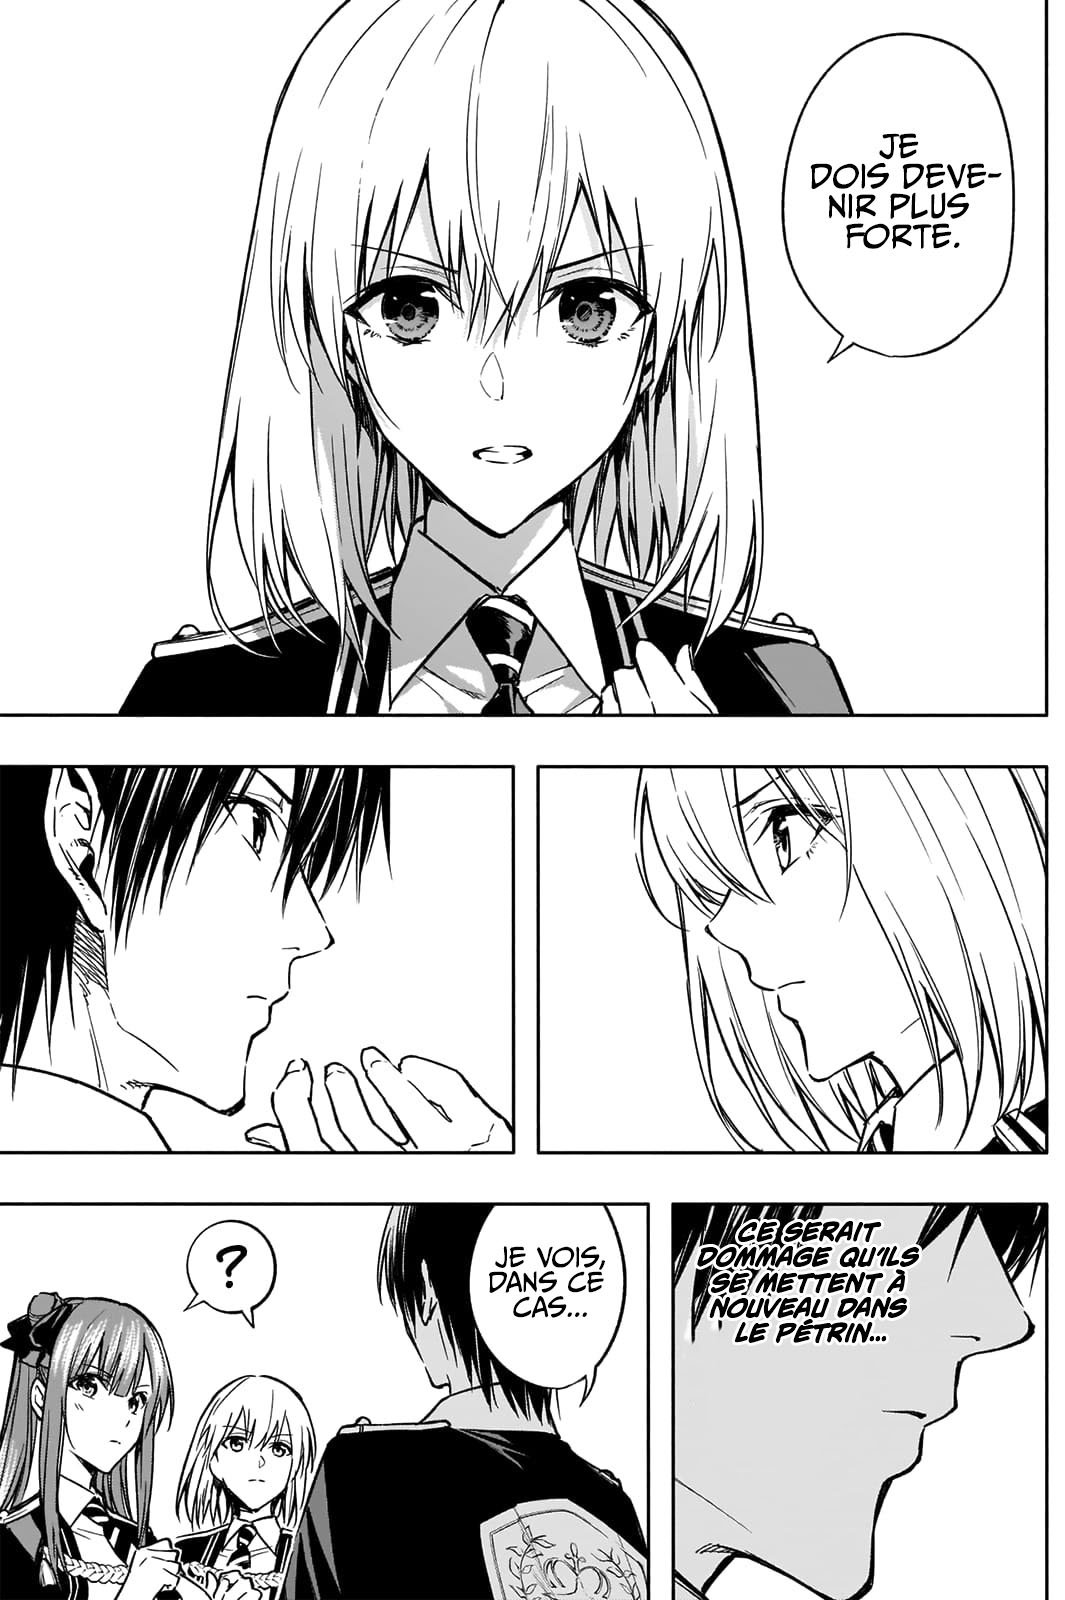 JE
DOIS DEVE-
NIR PLUS
FORTE.
CE SERAIT
DOMMAGE QU'ILS
SE METTENT À
NOUVEAU DANS
LE PÉTRIN...
JE VOIS,
DANS CE
CAS...
?